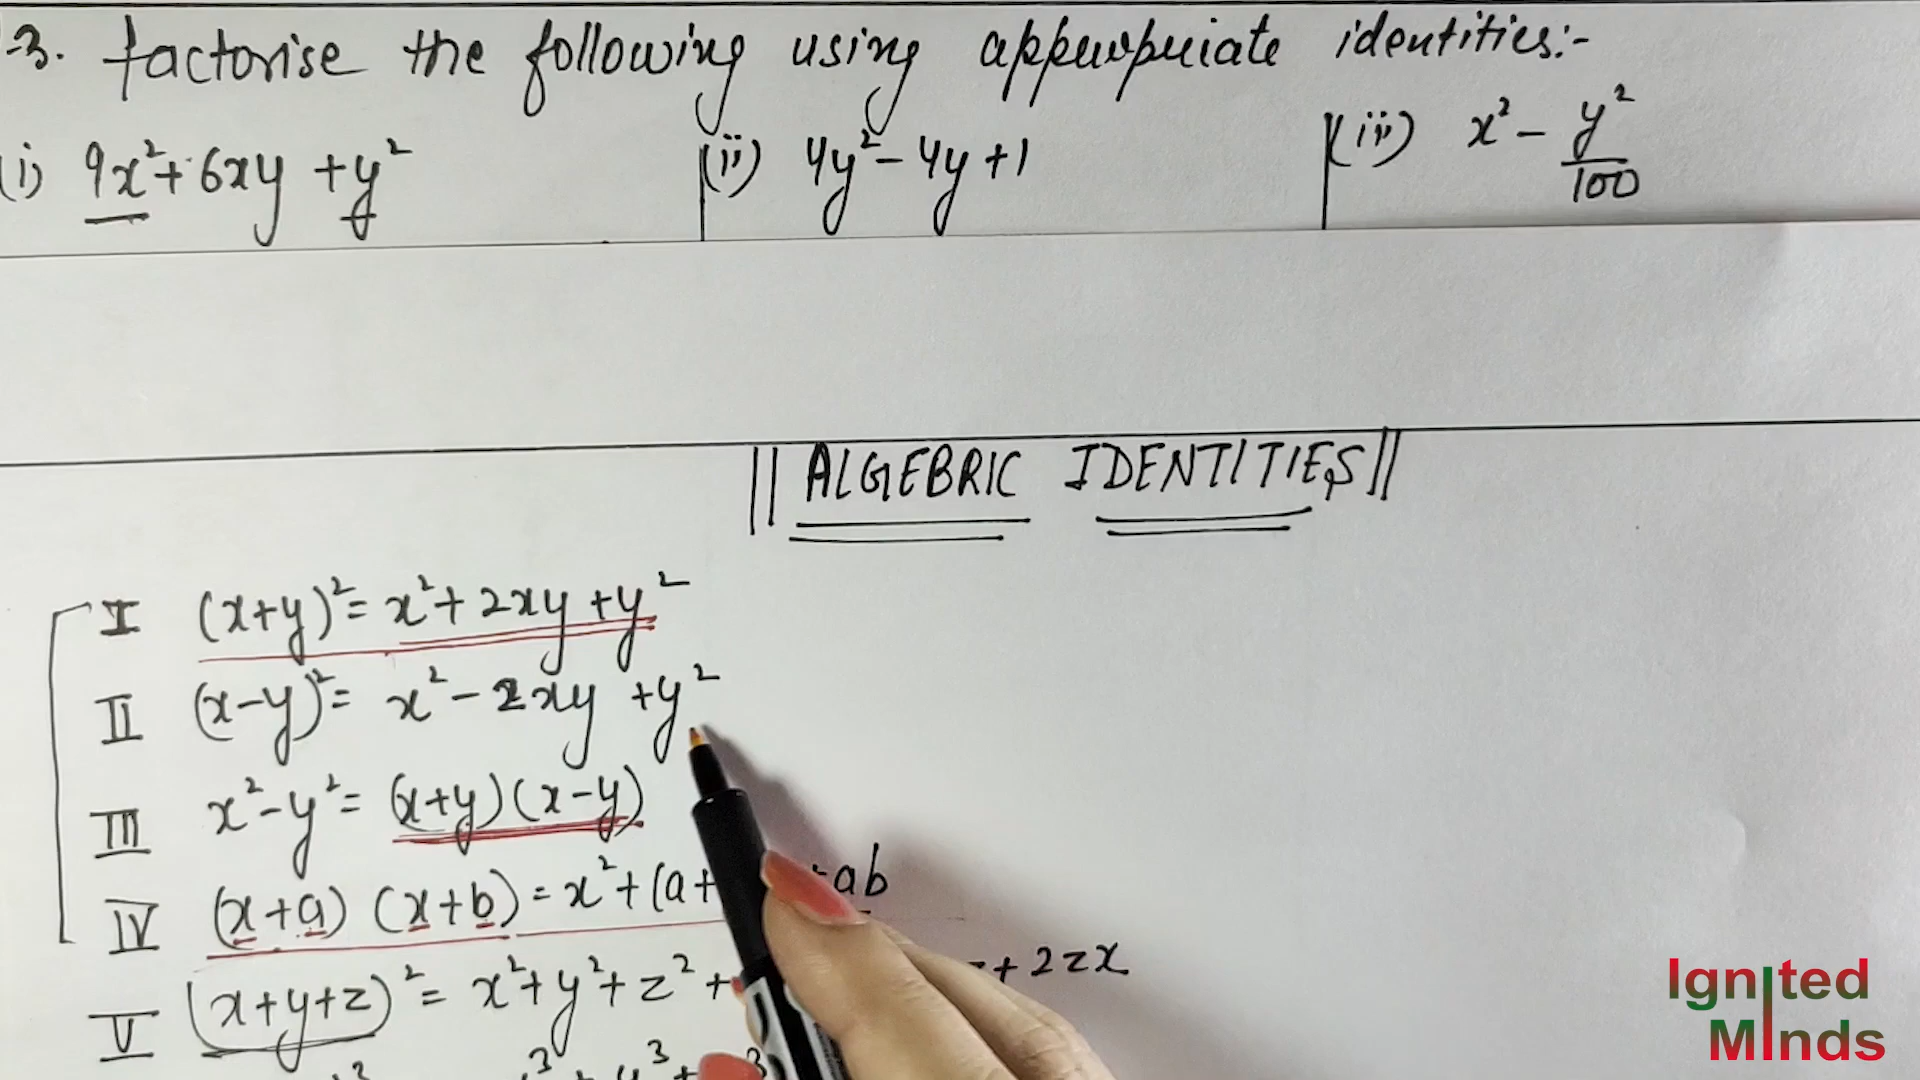 -3. factorise the following using appropriate identities:-
(i) 9x²+6xy+y² (ii) 4y²-4y+1 (iii) x²-y²/100
|| ALGEBRIC IDENTITIES ||
I (x+y)²= x²+2xy+y²
II (x-y)²= x²-2xy+y²
III x²-y²= (x+y)(x-y)
IV (x+a) (x+b)= x²+(a+ +ab
V (x+y+z)²= x²+y²+z²+ + 2zx
Ignited
Minds